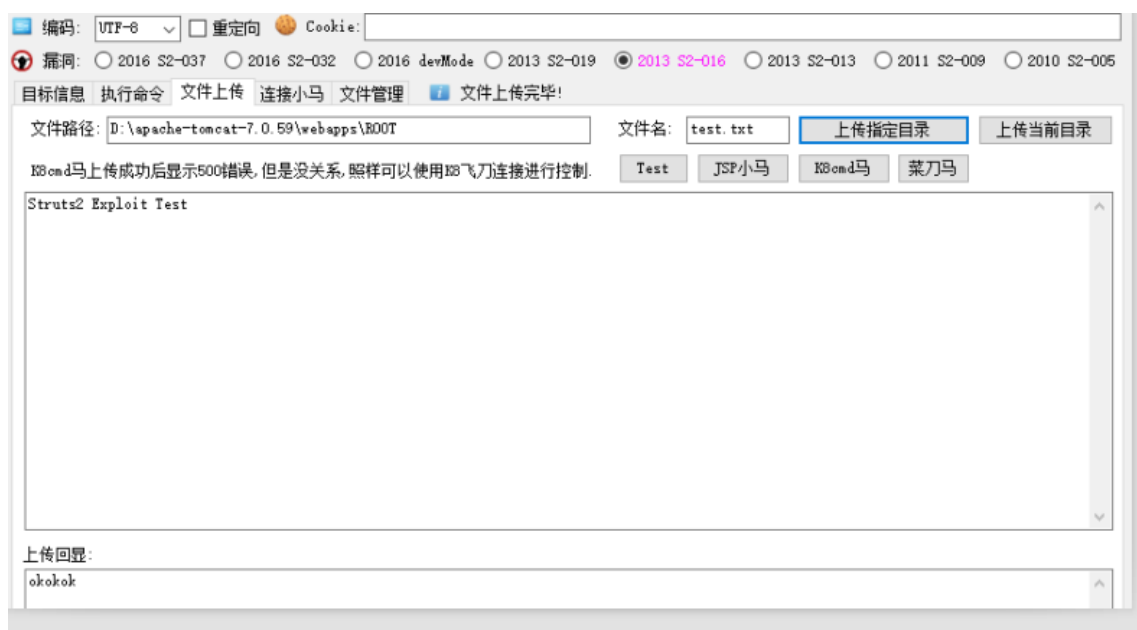 编码: UTF-8 重定向 Cookie:
漏洞: 2016 S2-037 2016 S2-032 2016 devMode 2013 S2-019 2013 S2-016 2013 S2-013 2011 S2-009 2010 S2-005
目标信息 执行命令 文件上传 连接小马 文件管理 文件上传完毕!
文件路径: D:\apache-tomcat-7.0.59\webapps\ROOT 文件名: test.txt 上传指定目录 上传当前目录
K8cmd马上传成功后显示500错误,但是没关系,照样可以使用K8飞刀连接进行控制. Test JSP小马 K8cmd马 菜刀马
Struts2 Exploit Test
上传回显:
okokok